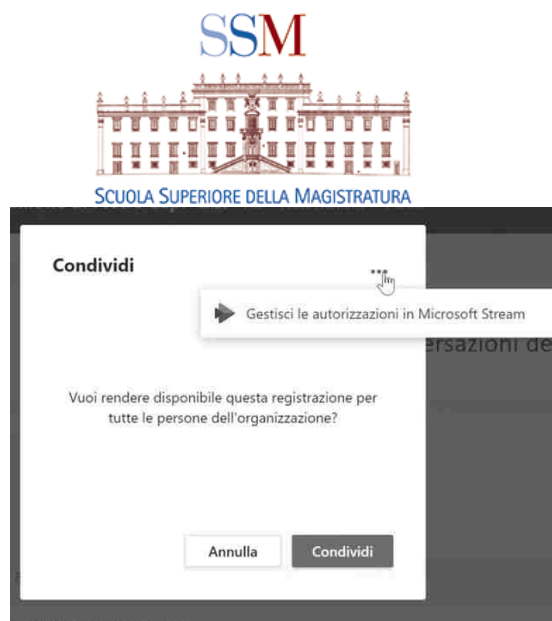 SSM
SCUOLA SUPERIORE DELLA MAGISTRATURA
Condividi
...
Gestisci le autorizzazioni in Microsoft Stream
ersazioni de
Vuoi rendere disponibile questa registrazione per
tutte le persone dell'organizzazione?
Annulla
Condividi